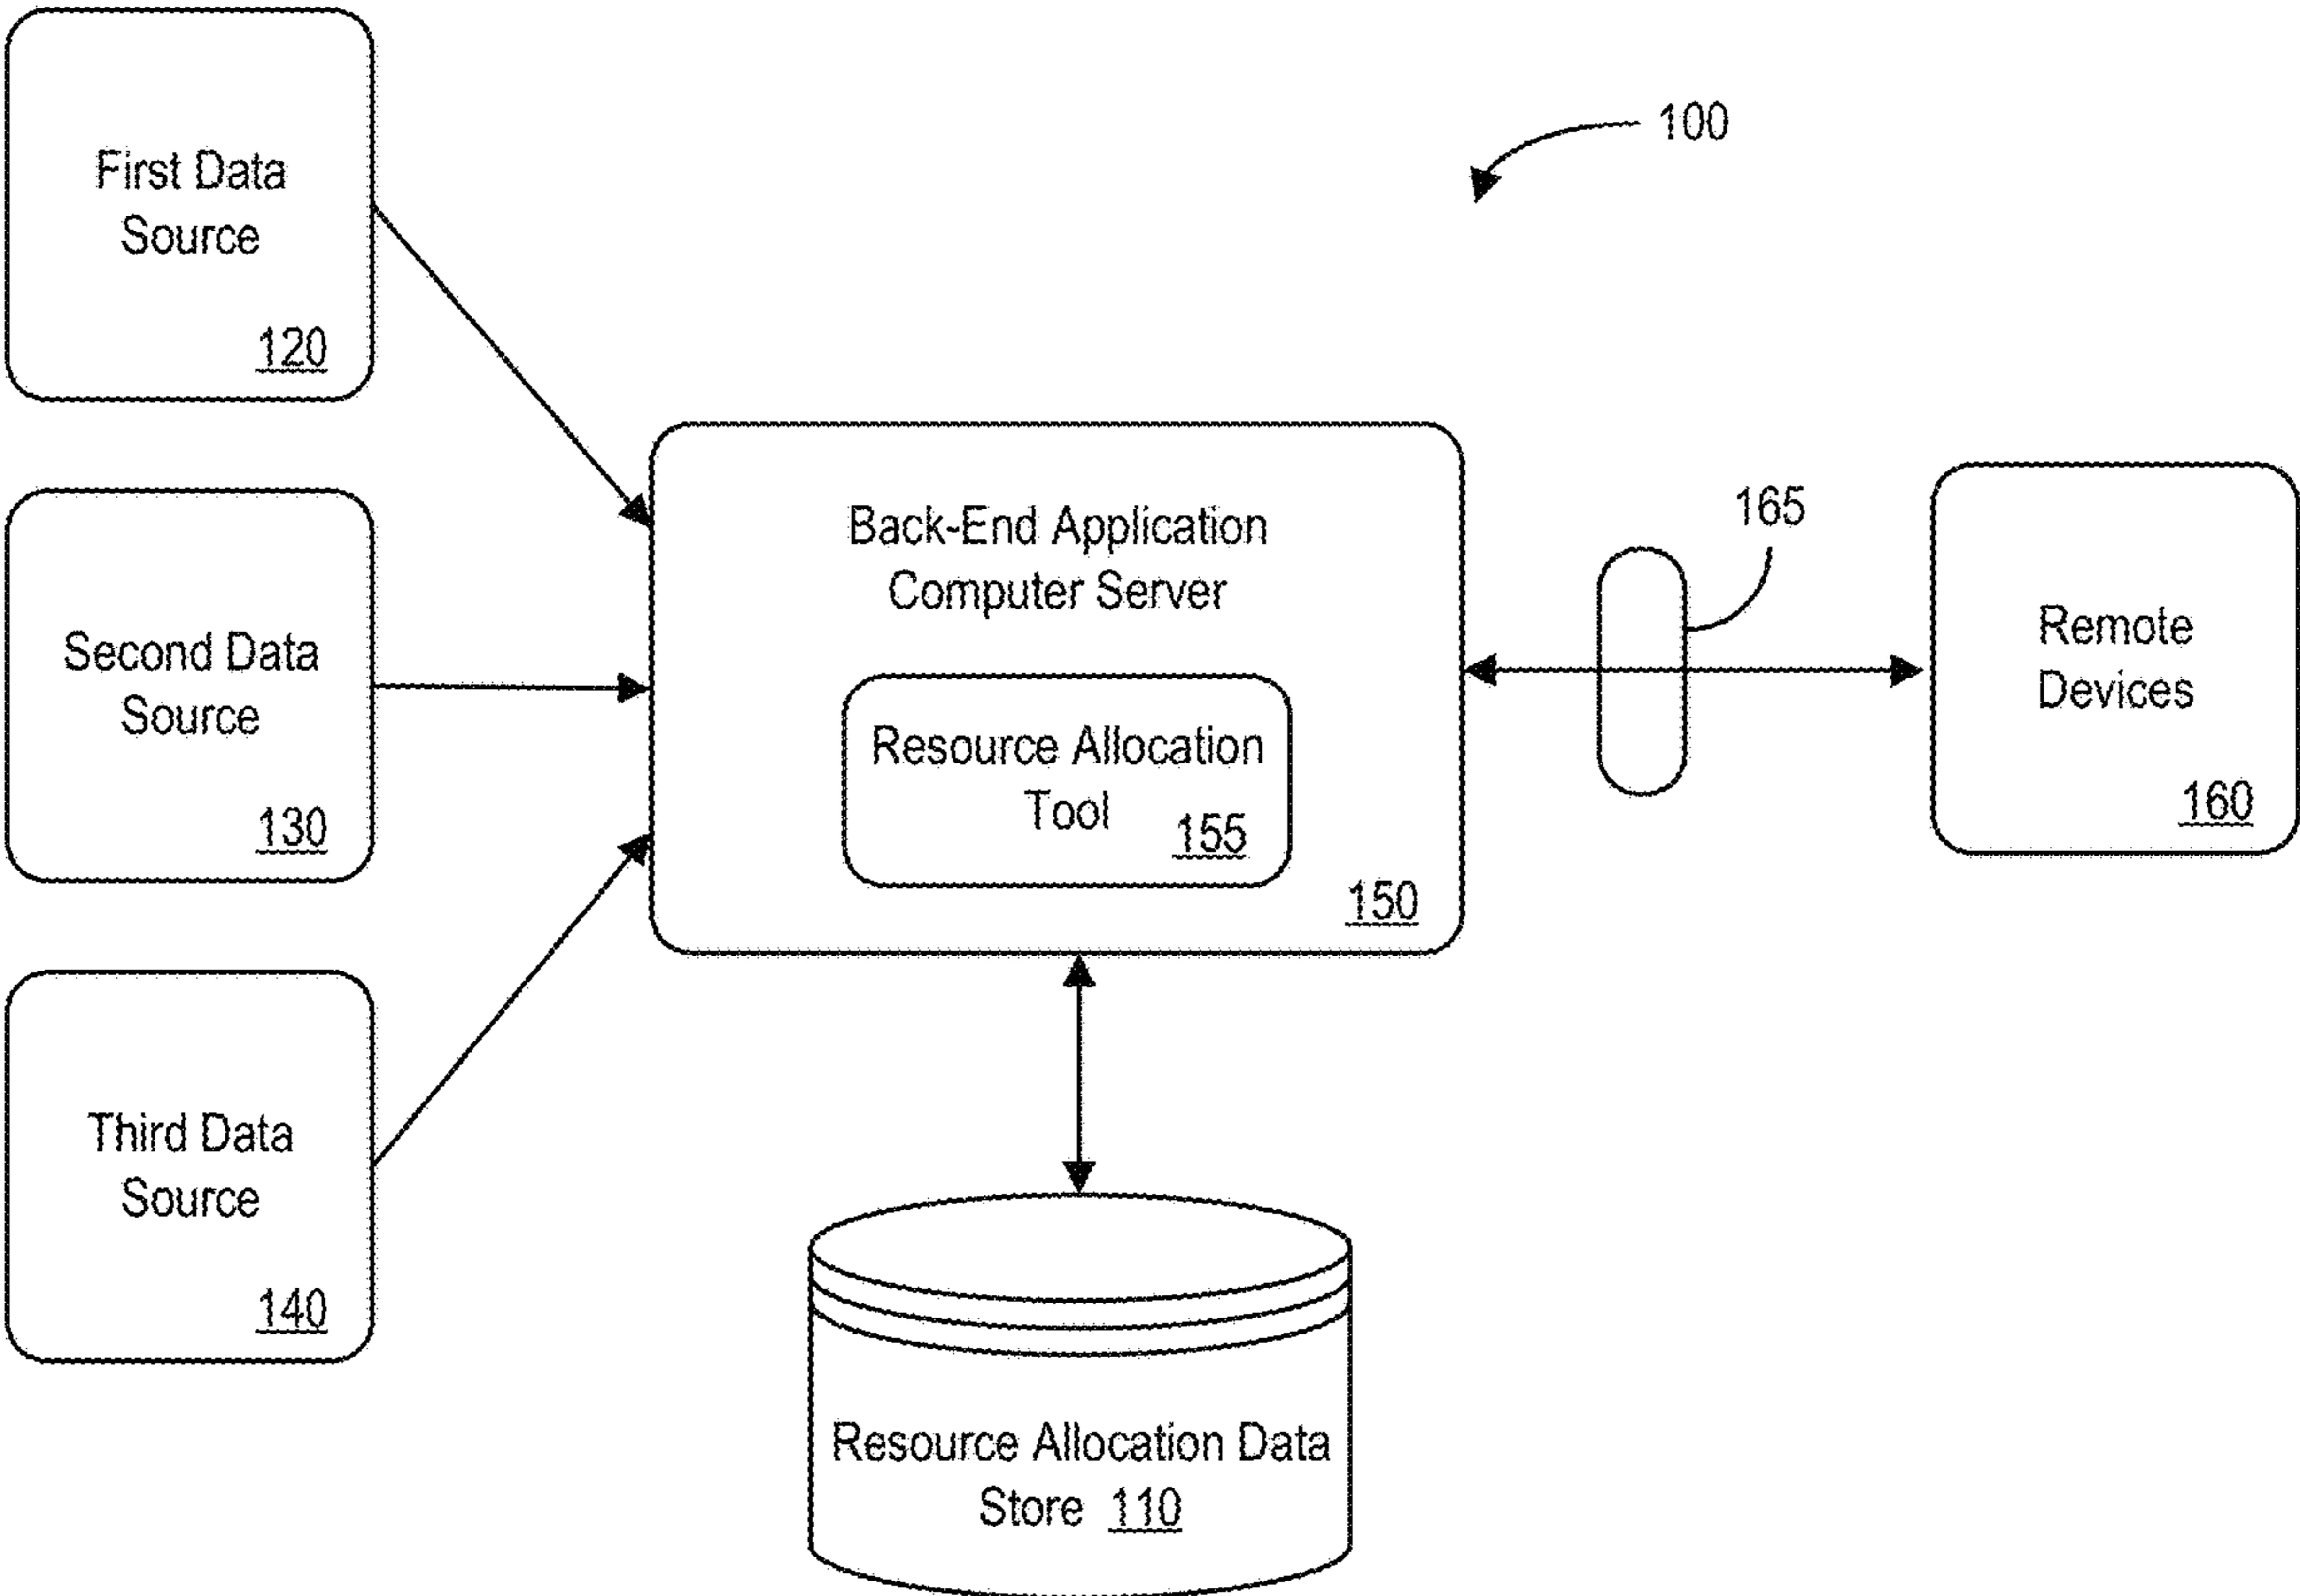 First Data
Source
120
100
Second Data
Source
130
Back-End Application
Computer Server
Resource Allocation
Tool
155
150
165
Remote
Devices
160
Third Data
Source
140
Resource Allocation Data
Store 110